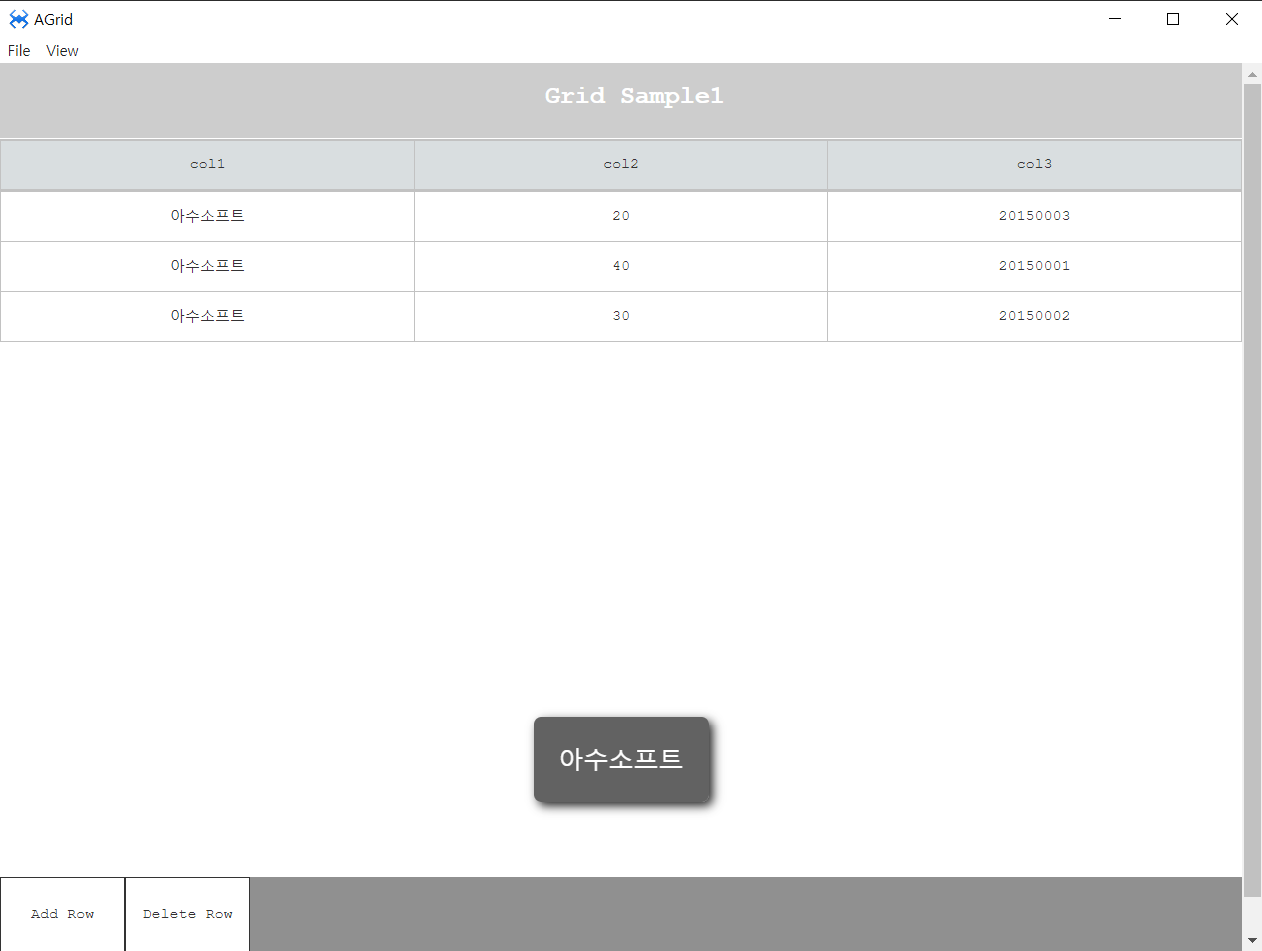 AGrid
File View
Grid Sample1
col1 col2 col3
아수소프트 20 20150003
아수소프트 40 20150001
아수소프트 30 20150002
아수소프트
Add Row Delete Row